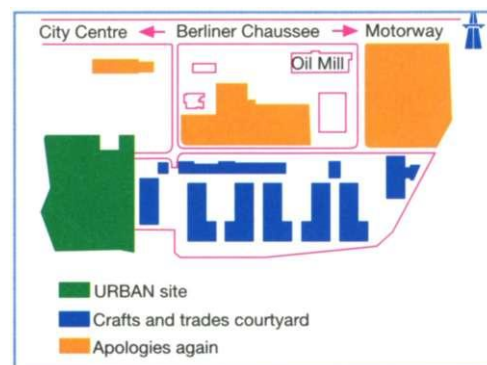 City Centre Berliner Chaussee Motorway
Oil Mill
URBAN site
Crafts and trades courtyard
Apologies again